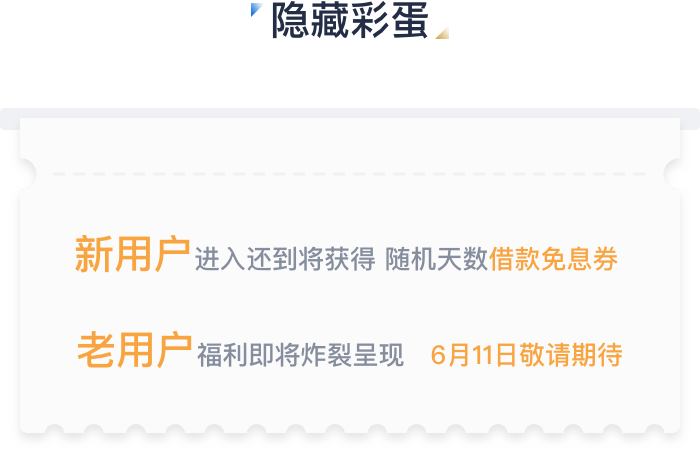 隐藏彩蛋
新用户进入还到将获得 随机天数借款免息券
老用户福利即将炸裂呈现 6月11日敬请期待